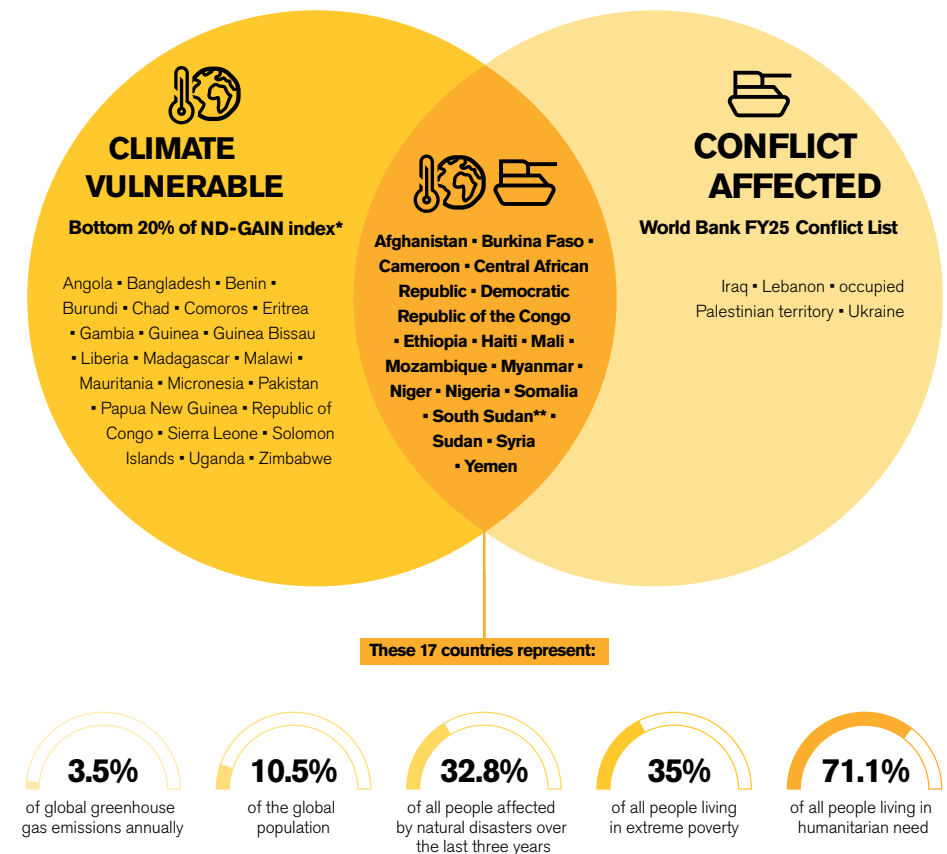 CLIMATE
VULNERABLE
Bottom 20% of ND-GAIN index*
Angola ▪ Bangladesh ▪ Benin ▪
Burundi ▪ Chad ▪ Comoros ▪ Eritrea
▪ Gambia ▪ Guinea ▪ Guinea Bissau
▪ Liberia ▪ Madagascar ▪ Malawi ▪
Mauritania ▪ Micronesia ▪ Pakistan
▪ Papua New Guinea ▪ Republic of
Congo ▪ Sierra Leone ▪ Solomon
Islands ▪ Uganda ▪ Zimbabwe
Afghanistan ▪ Burkina Faso ▪
Cameroon ▪ Central African
Republic ▪ Democratic
Republic of the Congo
▪ Ethiopia ▪ Haiti ▪ Mali ▪
Mozambique ▪ Myanmar ▪
Niger ▪ Nigeria ▪ Somalia
▪ South Sudan** ▪
Sudan ▪ Syria
▪ Yemen
CONFLICT
AFFECTED
World Bank FY25 Conflict List
Iraq ▪ Lebanon ▪ occupied
Palestinian territory ▪ Ukraine
These 17 countries represent:
3.5%
of global greenhouse
gas emissions annually
10.5%
of the global
population
32.8%
of all people affected
by natural disasters over
the last three years
35%
of all people living
in extreme poverty
71.1%
of all people living in
humanitarian need